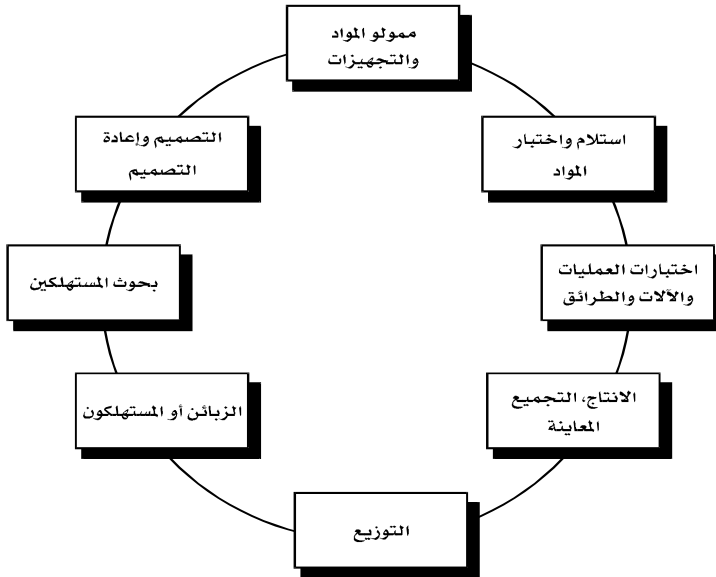 ممولو المواد
والتجهيزات
استلام واختبار
المواد
اختبارات العمليات
والآلات والطرائق
الانتاج، التجميع
المعاينة
التوزيع
الزبائن أو المستهلكون
بحوث المستهلكين
التصميم وإعادة
التصميم